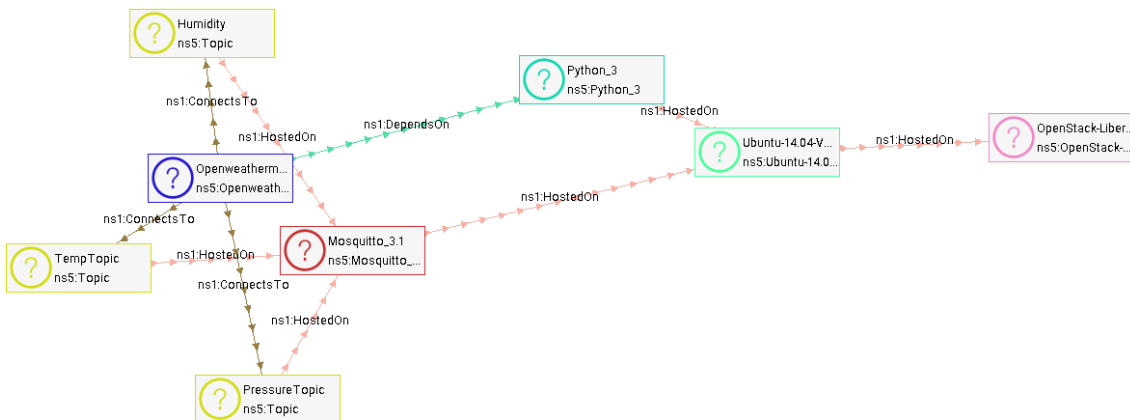 Humidity
ns5:Topic
ns1:ConnectsTo
ns1:HostedOn
Python_3
ns5:Python_3
ns1:DependsOn
ns1:HostedOn
Ubuntu-14.04-V...
ns5:Ubuntu-14.0...
ns1:HostedOn
OpenStack-Liber...
ns5:OpenStack-...
Openweatherm...
ns5:Openweath...
ns1:ConnectsTo
ns1:HostedOn
TempTopic
ns5:Topic
ns1:HostedOn
Mosquitto_3.1
ns5:Mosquitto_...
ns1:ConnectsTo
ns1:HostedOn
PressureTopic
ns5:Topic